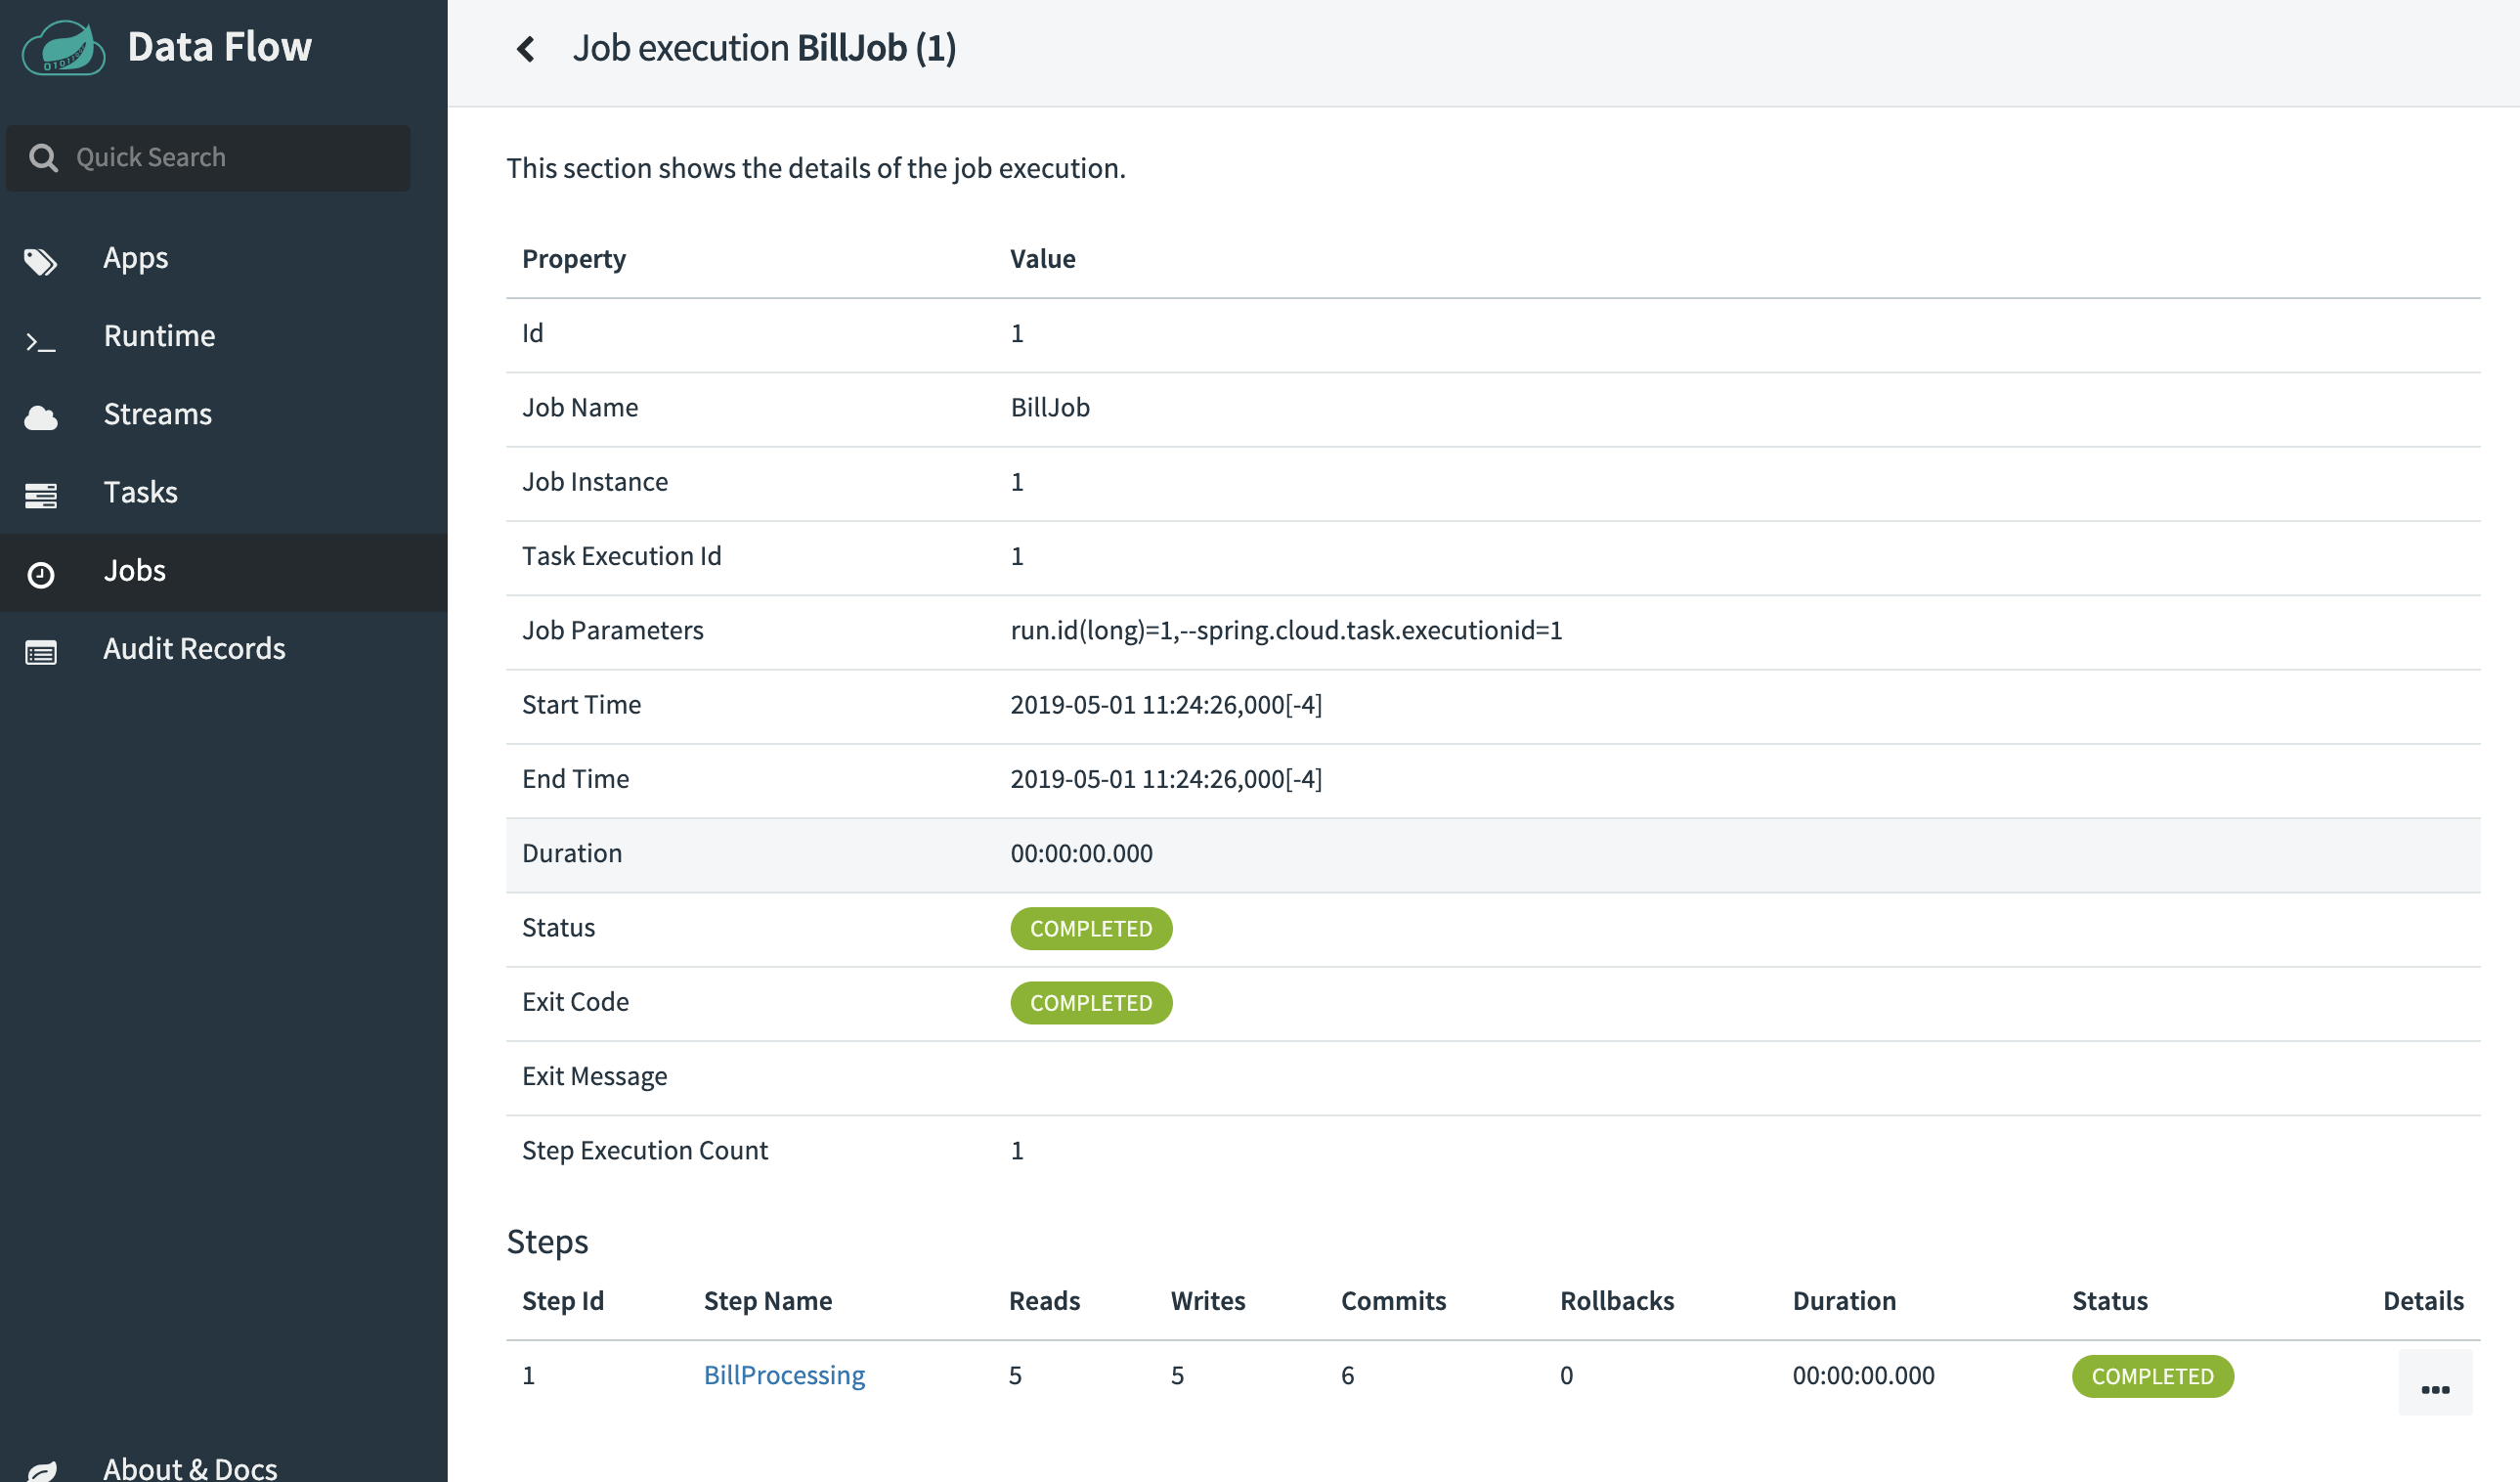 Data Flow
Quick Search
Apps
Runtime
Streams
Tasks
Jobs
Audit Records
About & Docs
Job execution BillJob (1)
This section shows the details of the job execution.
Property Value
Id 1
Job Name BillJob
Job Instance 1
Task Execution Id 1
Job Parameters run.id(long)=1,--spring.cloud.task.executionid=1
Start Time 2019-05-01 11:24:26,000[-4]
End Time 2019-05-01 11:24:26,000[-4]
Duration 00:00:00.000
Status COMPLETED
Exit Code COMPLETED
Exit Message
Step Execution Count 1
Steps
Step Id Step Name Reads Writes Commits Rollbacks Duration Status Details
1 BillProcessing 5 5 6 0 00:00:00.000 COMPLETED